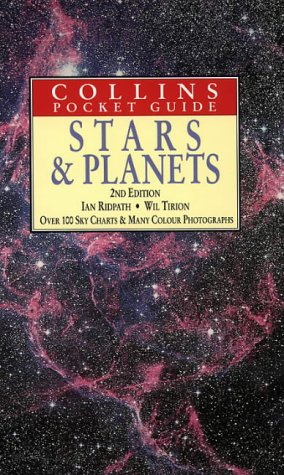 COLLINS
POCKET GUIDE
STARS
& PLANETS
2ND EDITION
IAN RIDPATH • WIL TIRION
OVER 100 SKY CHARTS & MANY COLOUR PHOTOGRAPHS